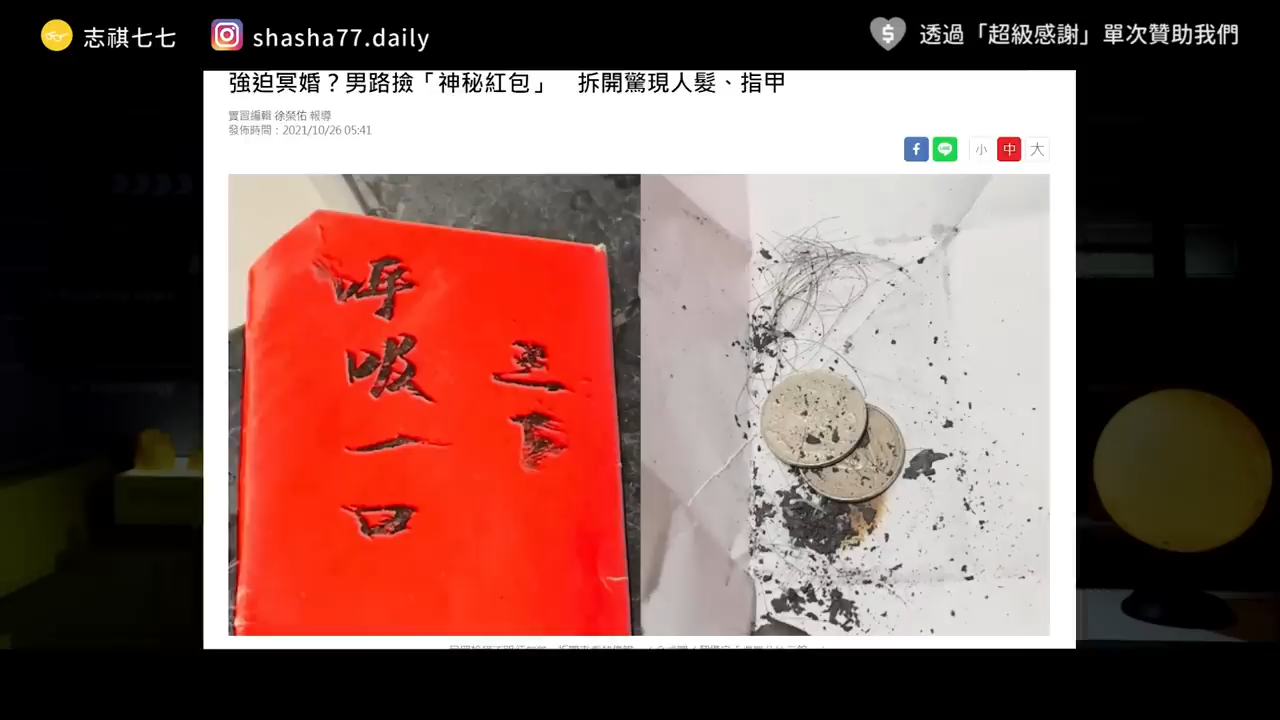 志祺七七
shasha77.daily
透過「超級感謝」單次贊助我們
強迫冥婚？男路撿「神秘紅包」 拆開驚現人髮、指甲
實習編輯 徐榮佑 報導
發佈時間：2021/10/26 05:41
小 中 大
呼吸一口